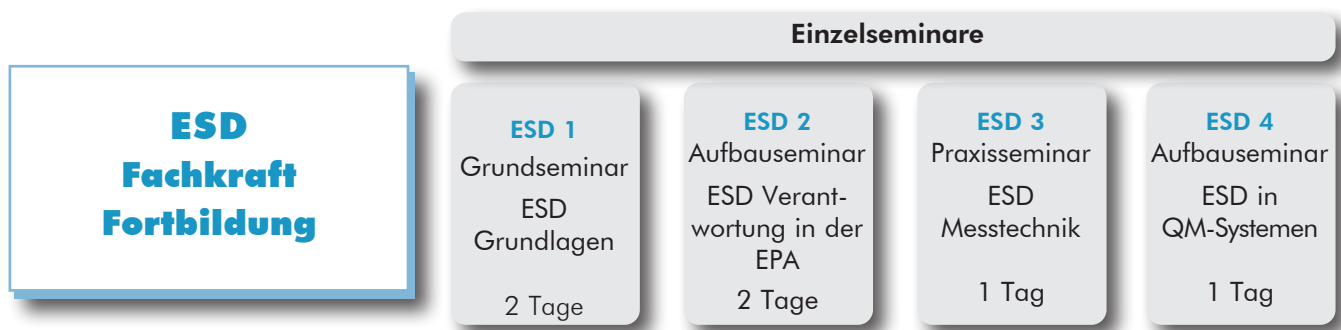 ESD
Fachkraft
Fortbildung
Einzelseminare
ESD 1
Grundseminar
ESD
Grundlagen
2 Tage
ESD 2
Aufbauseminar
ESD Verant-
wortung in der
EPA
2 Tage
ESD 3
Praxisseminar
ESD
Messtechnik
1 Tag
ESD 4
Aufbauseminar
ESD in
QM-Systemen
1 Tag